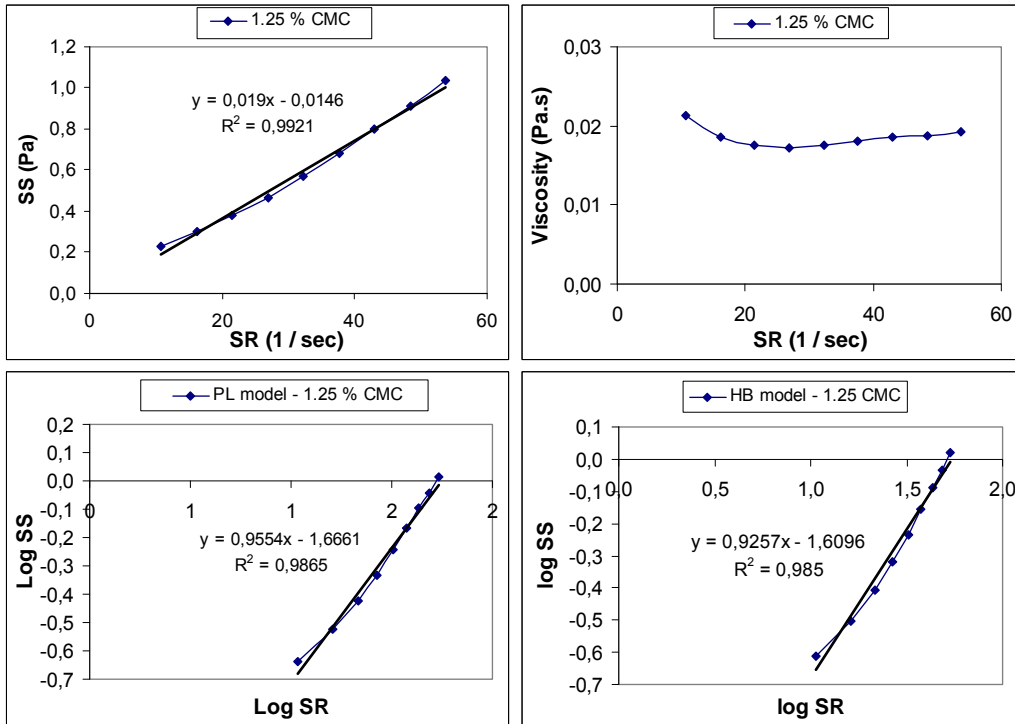 1.25 % CMC
1,2
1,0
0,8
0,6
0,4
0,2
0,0
SS (Pa)
y = 0,019x - 0,0146
R² = 0,9921
0
20
40
60
SR (1 / sec)
1.25 % CMC
0,03
0,02
0,01
0,00
Viscosity (Pa.s)
0
20
40
60
SR (1 / sec)
PL model - 1.25 % CMC
0,2
0,1
0,0
-0,1
-0,2
-0,3
-0,4
-0,5
-0,6
-0,7
Log SS
0
1
1
2
2
y = 0,9554x - 1,6661
R² = 0,9865
Log SR
HB model - 1.25 CMC
0,1
0,0
-0,1
-0,2
-0,3
-0,4
-0,5
-0,6
-0,7
log SS
0,0
0,5
1,0
1,5
2,0
y = 0,9257x - 1,6096
R² = 0,985
log SR